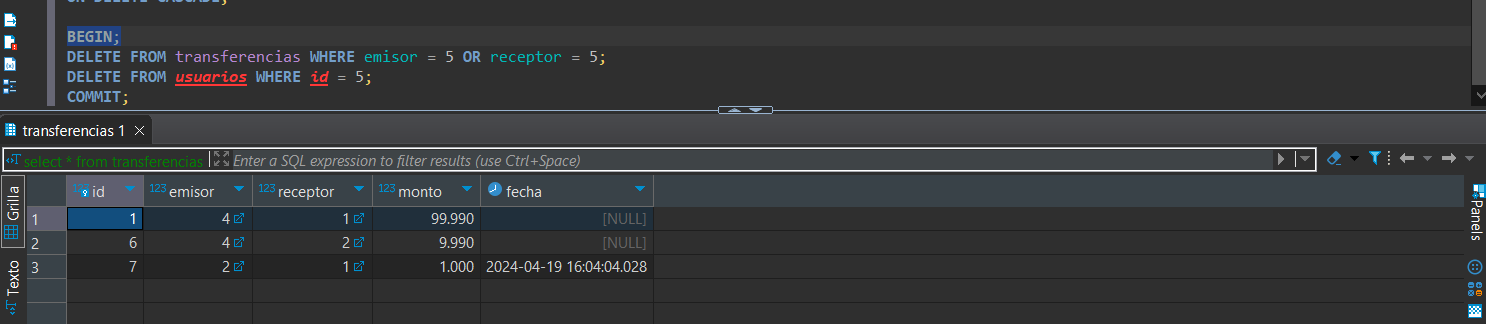 ON DELETE CASCADE;
BEGIN;
DELETE FROM transferencias WHERE emisor = 5 OR receptor = 5;
DELETE FROM usuarios WHERE id = 5;
COMMIT;
transferencias 1
select * from transferencias Enter a SQL expression to filter results (use Ctrl+Space)
Grilla
Texto
Panels
123 id 123 emisor 123 receptor 123 monto fecha
1 1 4 1 99.990 [NULL]
2 6 4 2 9.990 [NULL]
3 7 2 1 1.000 2024-04-19 16:04:04.028